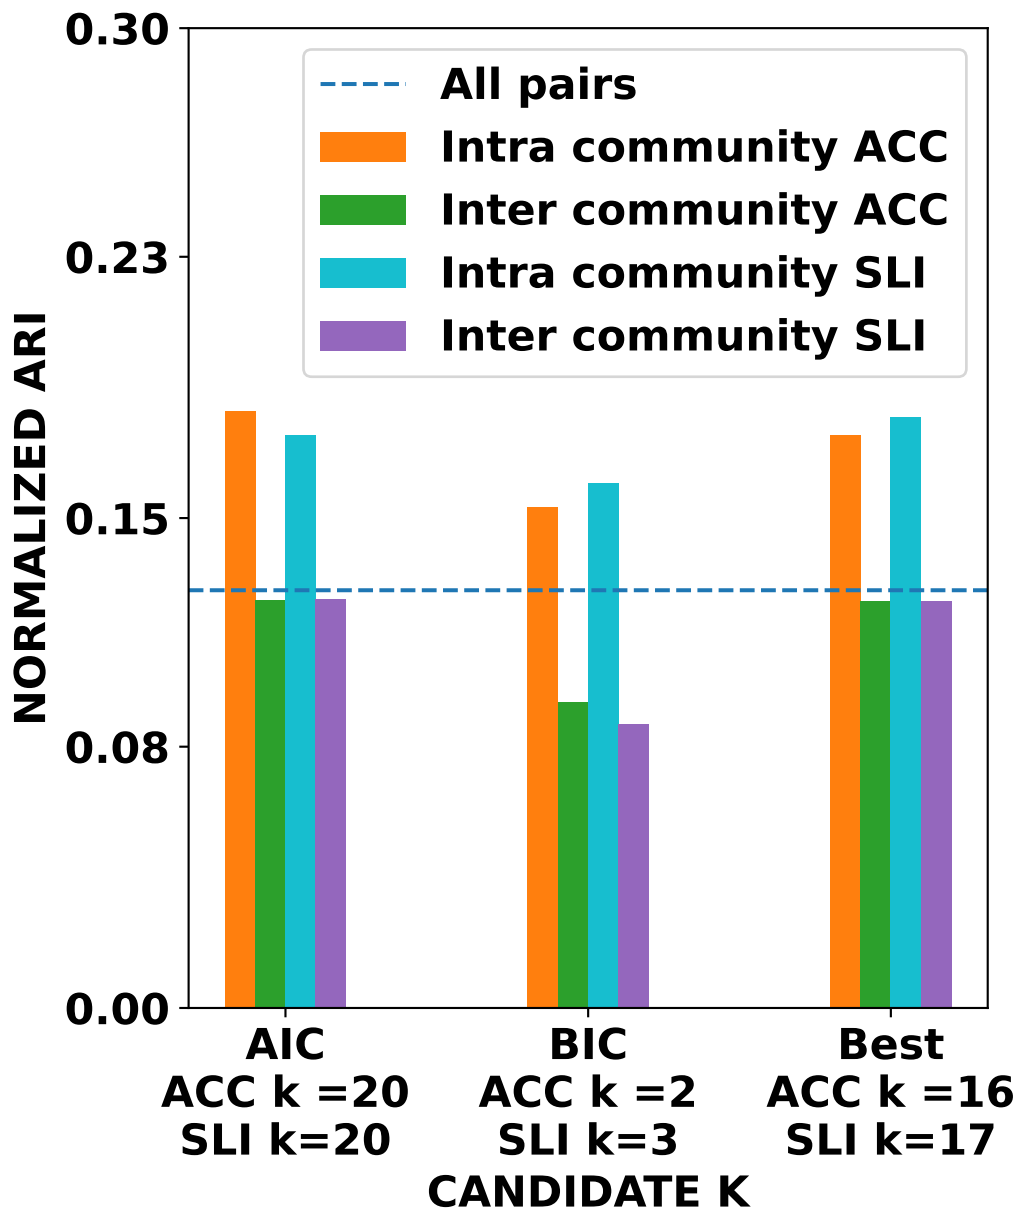 NORMALIZED ARI
0.30
0.23
0.15
0.08
0.00
All pairs
Intra community ACC
Inter community ACC
Intra community SLI
Inter community SLI
AIC
ACC k =20
SLI k=20
BIC
ACC k =2
SLI k=3
Best
ACC k =16
SLI k=17
CANDIDATE K